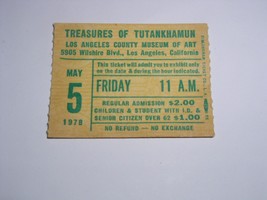 TREASURES OF TUTANKHAMUN
LOS ANGELES COUNTY MUSEUM OF ART
5905 Wilshire Blvd., Los Angeles, California
This ticket will admit you to exhibit only
on the date & during the hour indicated.
MAY
5
1978
FRIDAY 11 A.M.
REGULAR ADMISSION $2.00
CHILDREN & STUDENT WITH I.D. &
SENIOR CITIZEN OVER 62 $1.00
NO REFUND — NO EXCHANGE